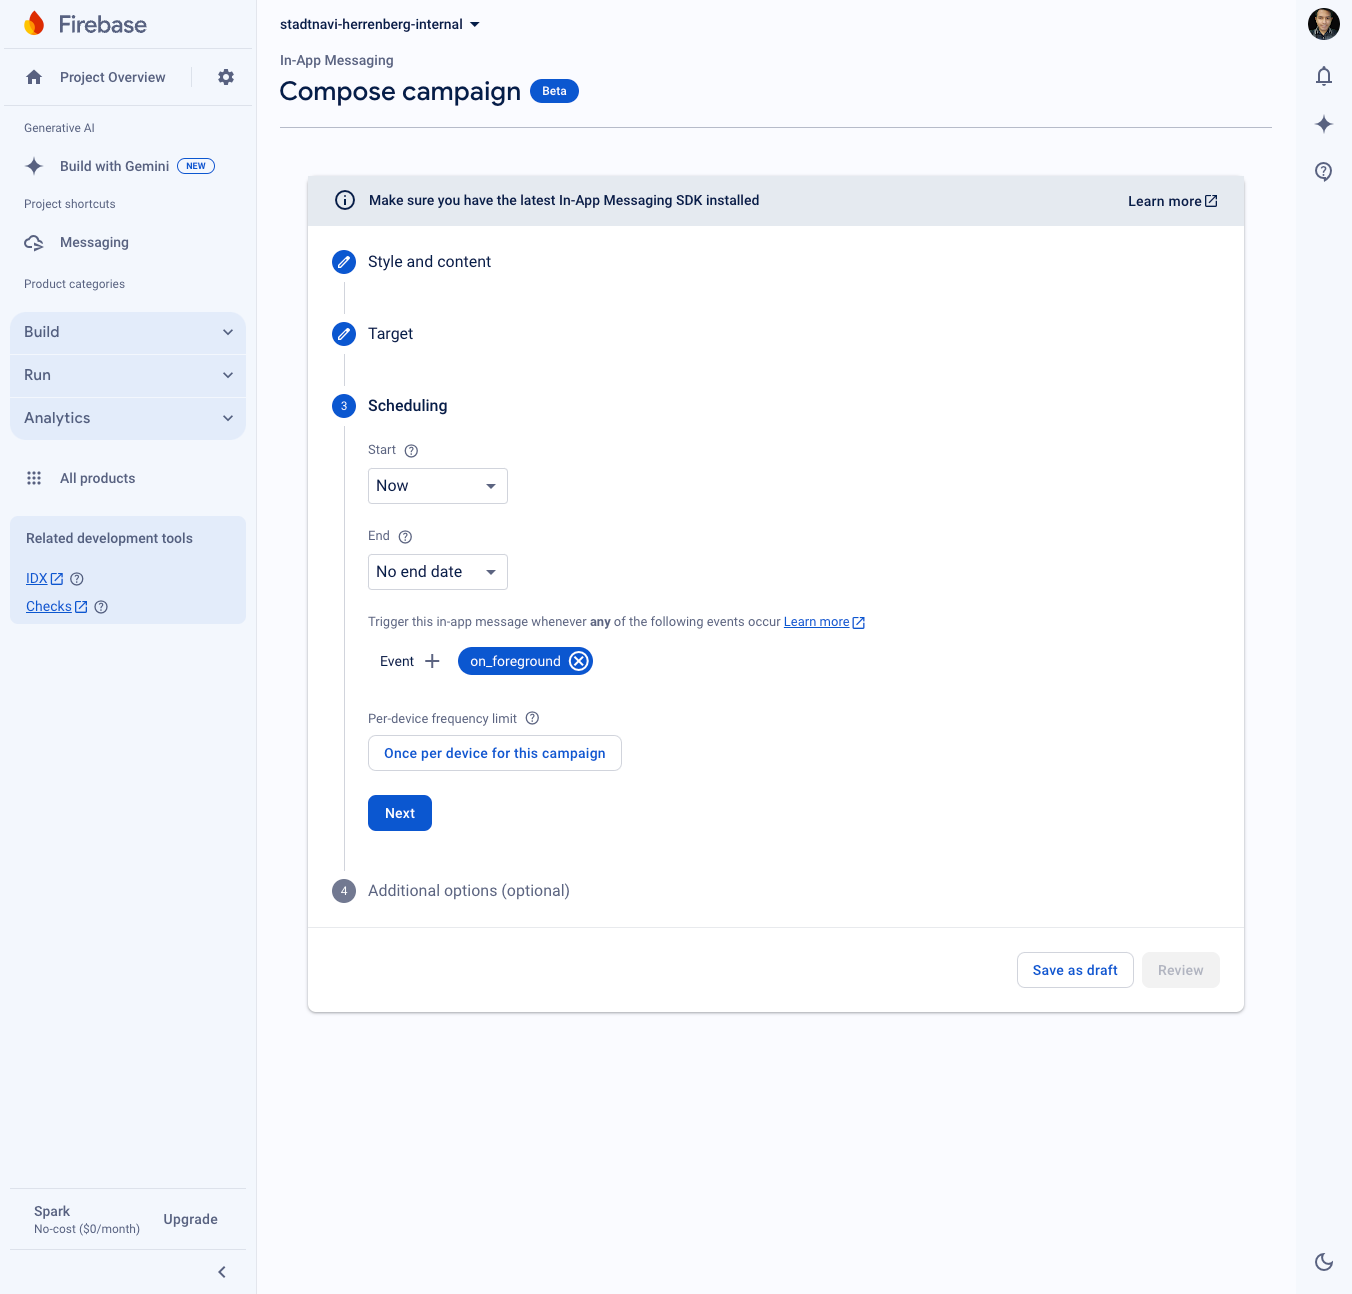 Firebase
Project Overview
Generative AI
Build with Gemini NEW
Project shortcuts
Messaging
Product categories
Build
Run
Analytics
All products
Related development tools
IDX
Checks
Spark
No-cost ($0/month)
Upgrade
stadtnavi-herrenberg-internal
In-App Messaging
Compose campaign Beta
Make sure you have the latest In-App Messaging SDK installed
Learn more
Style and content
Target
3 Scheduling
Start
Now
End
No end date
Trigger this in-app message whenever any of the following events occur Learn more
Event on_foreground
Per-device frequency limit
Once per device for this campaign
Next
4 Additional options (optional)
Save as draft Review